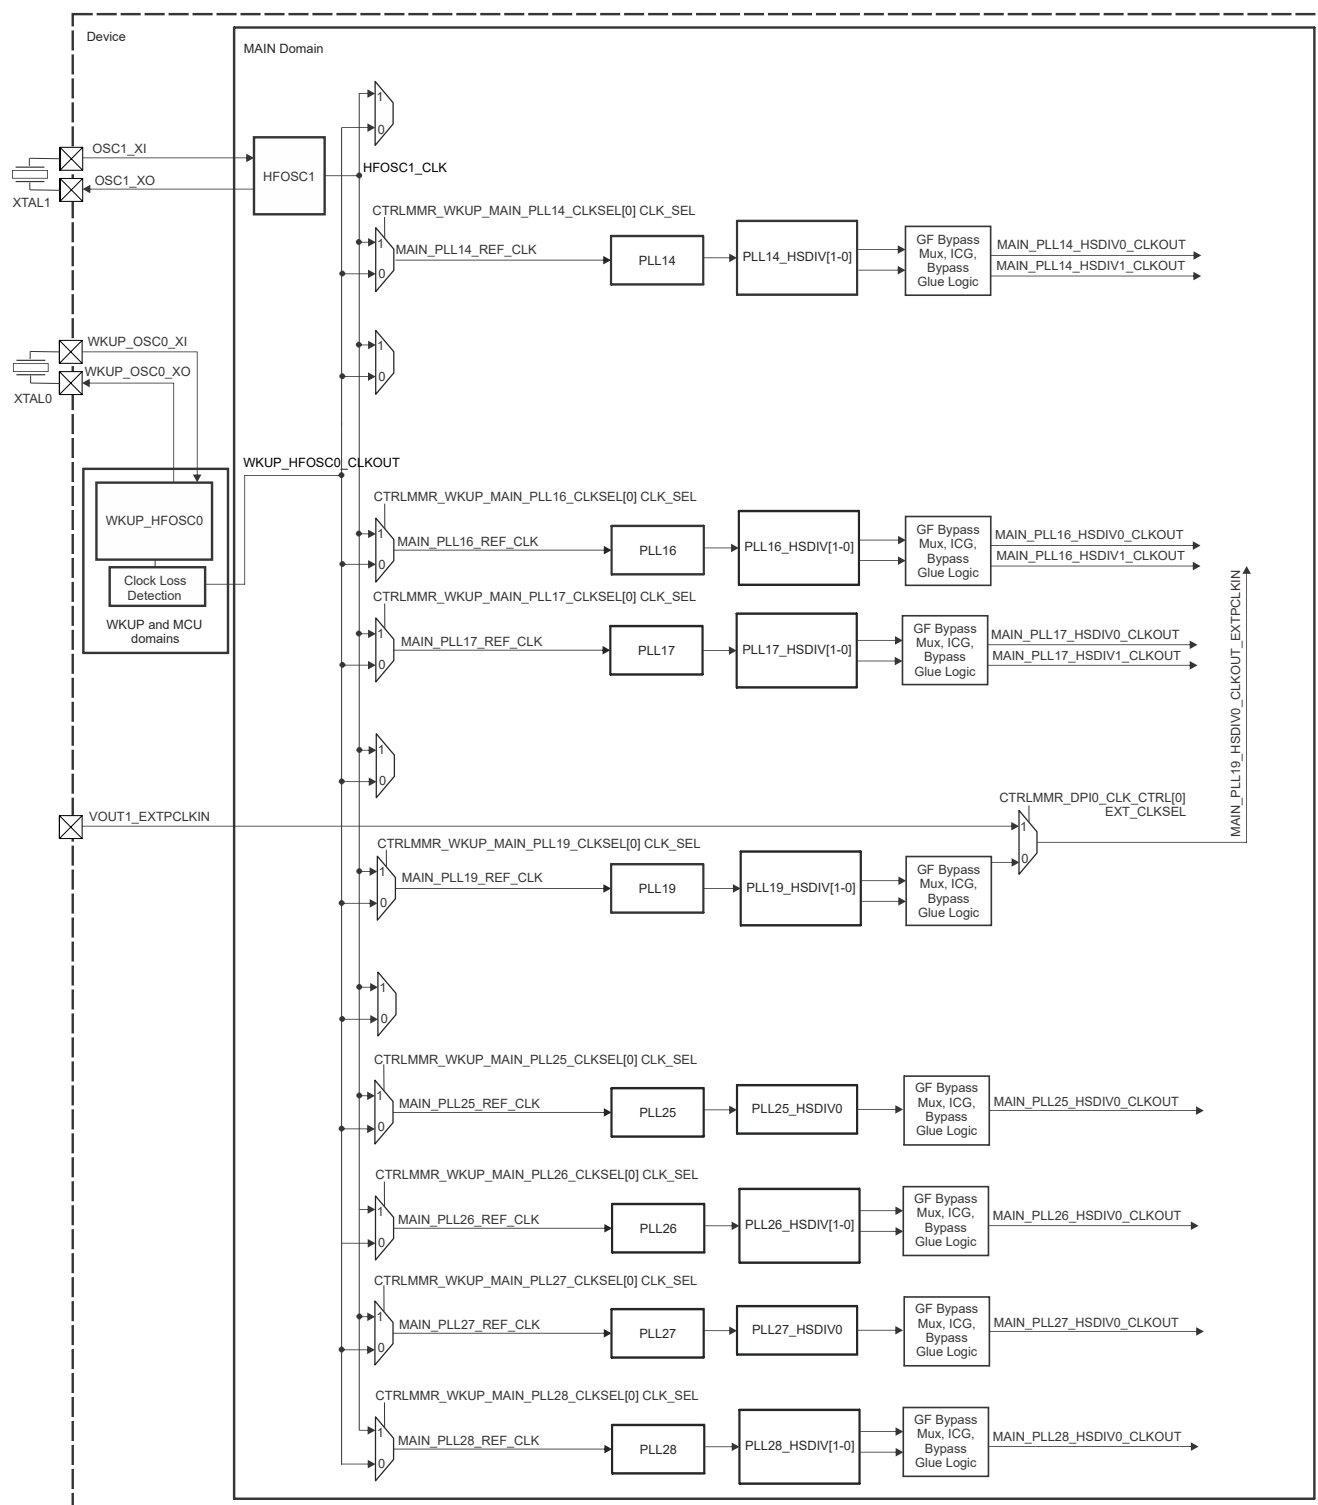 Device
MAIN Domain
1
0
OSC1_XI
OSC1_XO
XTAL1
HFOSC1
HFOSC1_CLK
CTRLMMR_WKUP_MAIN_PLL14_CLKSEL[0] CLK_SEL
1
0
MAIN_PLL14_REF_CLK
PLL14
PLL14_HSDIV[1-0]
GF Bypass
Mux, ICG,
Bypass
Glue Logic
MAIN_PLL14_HSDIV0_CLKOUT
MAIN_PLL14_HSDIV1_CLKOUT
WKUP_OSC0_XI
WKUP_OSC0_XO
XTAL0
1
0
WKUP_HFOSC0_CLKOUT
WKUP_HFOSC0
Clock Loss
Detection
WKUP and MCU
domains
CTRLMMR_WKUP_MAIN_PLL16_CLKSEL[0] CLK_SEL
1
0
MAIN_PLL16_REF_CLK
PLL16
PLL16_HSDIV[1-0]
GF Bypass
Mux, ICG,
Bypass
Glue Logic
MAIN_PLL16_HSDIV0_CLKOUT
MAIN_PLL16_HSDIV1_CLKOUT
CTRLMMR_WKUP_MAIN_PLL17_CLKSEL[0] CLK_SEL
1
0
MAIN_PLL17_REF_CLK
PLL17
PLL17_HSDIV[1-0]
GF Bypass
Mux, ICG,
Bypass
Glue Logic
MAIN_PLL17_HSDIV0_CLKOUT
MAIN_PLL17_HSDIV1_CLKOUT
MAIN_PLL19_HSDIV0_CLKOUT_EXTPCLKIN
1
0
VOUT1_EXTPCLKIN
CTRLMMR_DPI0_CLK_CTRL[0]
EXT_CLKSEL
1
0
CTRLMMR_WKUP_MAIN_PLL19_CLKSEL[0] CLK_SEL
1
0
MAIN_PLL19_REF_CLK
PLL19
PLL19_HSDIV[1-0]
GF Bypass
Mux, ICG,
Bypass
Glue Logic
1
0
CTRLMMR_WKUP_MAIN_PLL25_CLKSEL[0] CLK_SEL
1
0
MAIN_PLL25_REF_CLK
PLL25
PLL25_HSDIV0
GF Bypass
Mux, ICG,
Bypass
Glue Logic
MAIN_PLL25_HSDIV0_CLKOUT
CTRLMMR_WKUP_MAIN_PLL26_CLKSEL[0] CLK_SEL
1
0
MAIN_PLL26_REF_CLK
PLL26
PLL26_HSDIV[1-0]
GF Bypass
Mux, ICG,
Bypass
Glue Logic
MAIN_PLL26_HSDIV0_CLKOUT
CTRLMMR_WKUP_MAIN_PLL27_CLKSEL[0] CLK_SEL
1
0
MAIN_PLL27_REF_CLK
PLL27
PLL27_HSDIV0
GF Bypass
Mux, ICG,
Bypass
Glue Logic
MAIN_PLL27_HSDIV0_CLKOUT
CTRLMMR_WKUP_MAIN_PLL28_CLKSEL[0] CLK_SEL
1
0
MAIN_PLL28_REF_CLK
PLL28
PLL28_HSDIV[1-0]
GF Bypass
Mux, ICG,
Bypass
Glue Logic
MAIN_PLL28_HSDIV0_CLKOUT